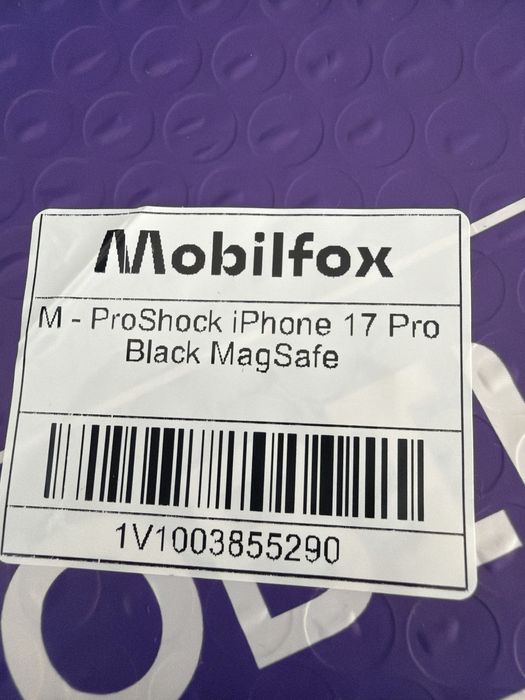 Mobilfox
M - ProShock iPhone 17 Pro
Black MagSafe
1V1003855290